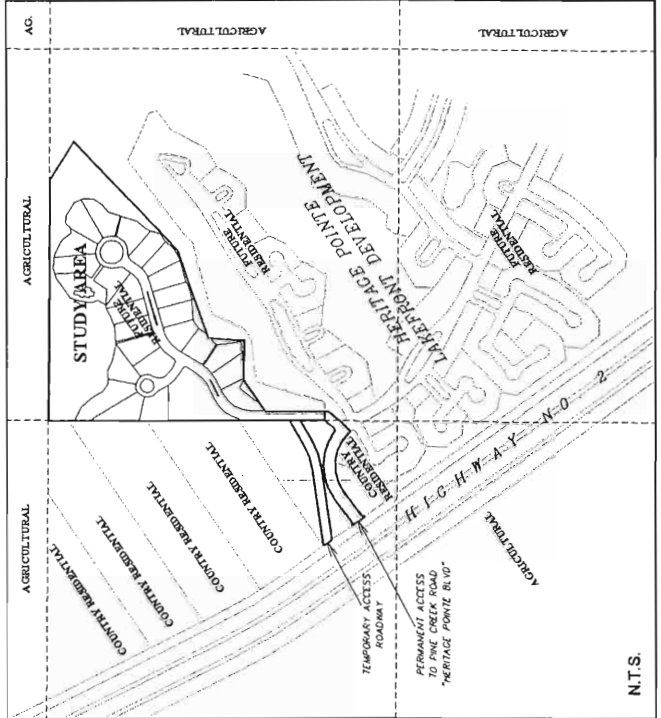 AGRICULTURAL
AGRICULTURAL
AG.
AGRICULTURAL
AGRICULTURAL
STUDY AREA
FUTURE
RESIDENTIAL
FUTURE
RESIDENTIAL
HERITAGE POINTE
LAKEFRONT DEVELOPMENT
FUTURE
RESIDENTIAL
COUNTRY RESIDENTIAL
COUNTRY RESIDENTIAL
COUNTRY RESIDENTIAL
COUNTRY RESIDENTIAL
COUNTRY
RESIDENTIAL
HIGHWAY NO 2
AGRICULTURAL
TEMPORARY ACCESS
ROADWAY
PERMANENT ACCESS
TO PINE CREEK ROAD
"HERITAGE POINTE BLVD"
N.T.S.